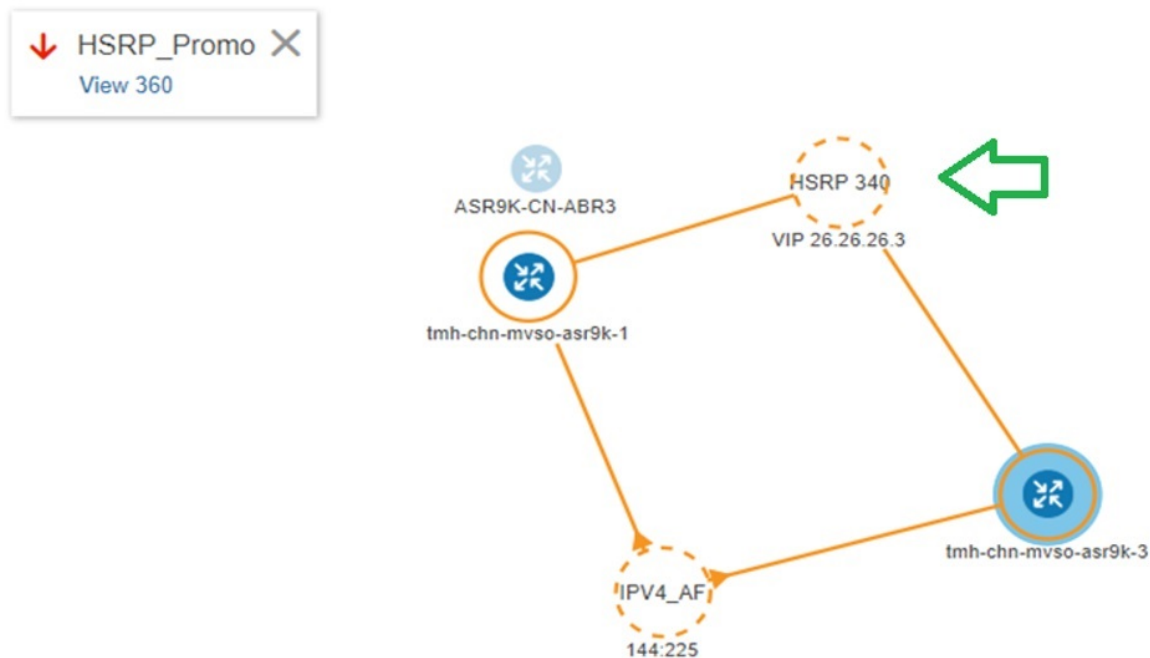 HSRP_Promo
View 360
ASR9K-CN-ABR3
HSRP 340
VIP 26.26.26.3
tmh-chn-mvso-asr9k-1
tmh-chn-mvso-asr9k-3
IPV4_AF
144:225